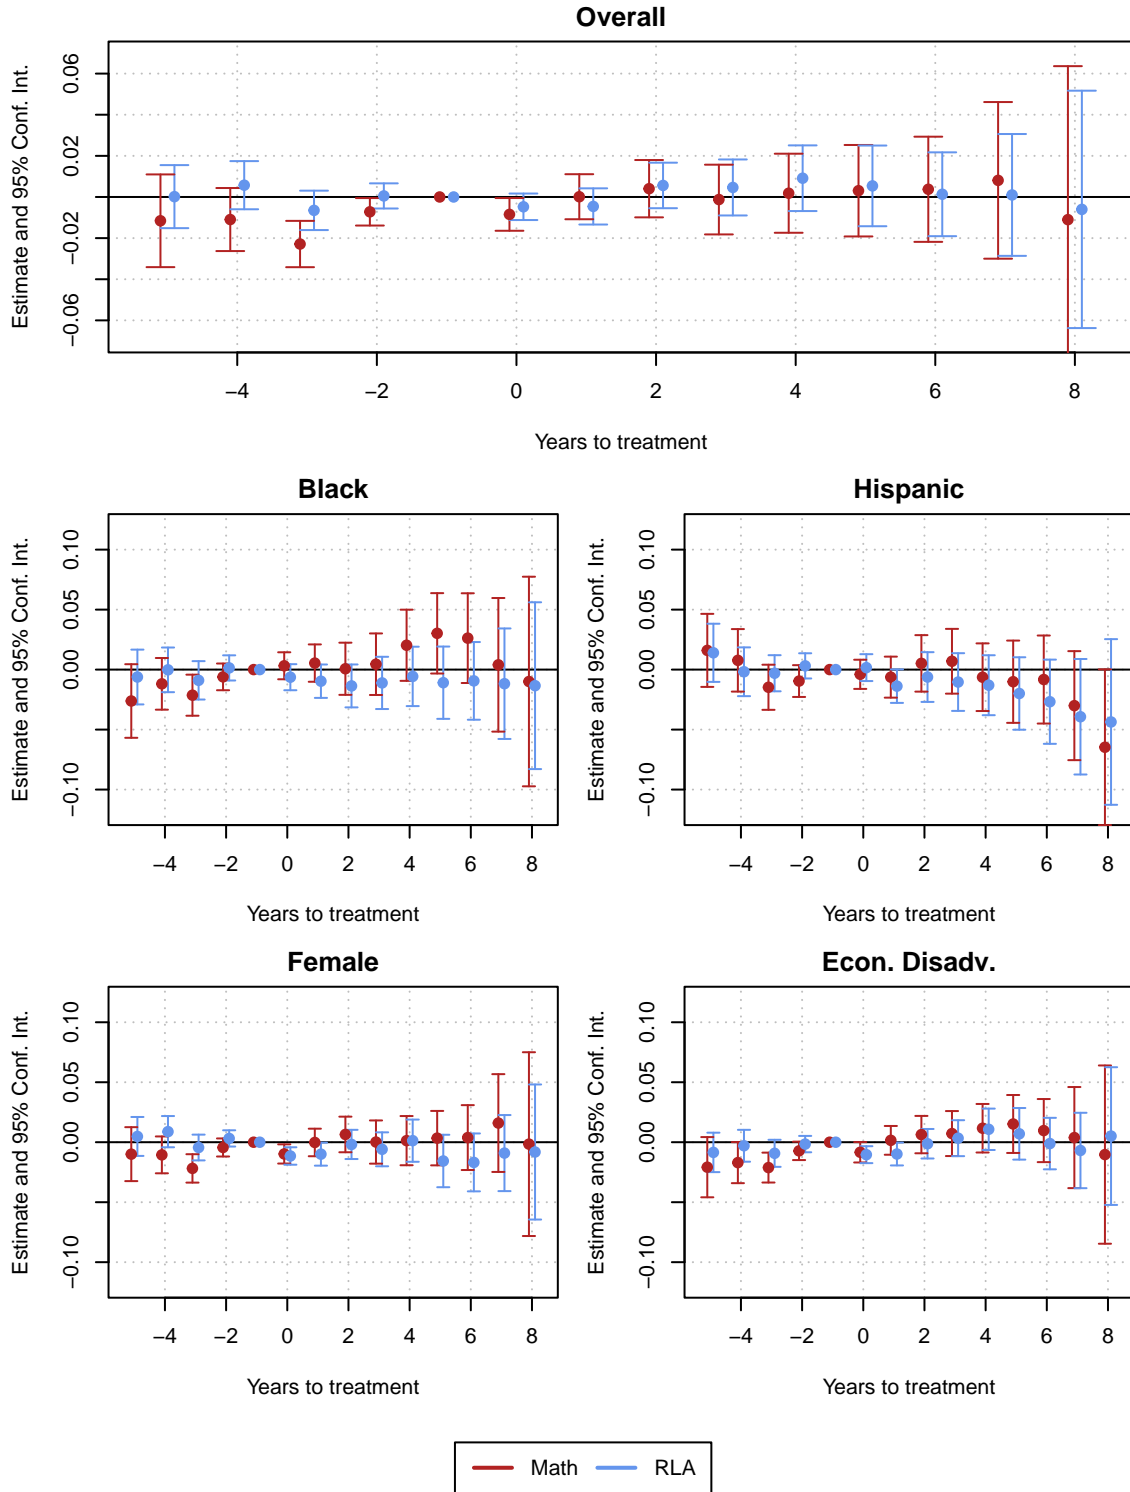 Overall
Estimate and 95% Conf. Int.
0.06
0.02
−0.02
−0.06
−4 −2 0 2 4 6 8
Years to treatment
Black
Estimate and 95% Conf. Int.
0.10
0.05
0.00
−0.10
−4 −2 0 2 4 6 8
Years to treatment
Hispanic
Estimate and 95% Conf. Int.
0.10
0.05
0.00
−0.10
−4 −2 0 2 4 6 8
Years to treatment
Female
Estimate and 95% Conf. Int.
0.10
0.05
0.00
−0.10
−4 −2 0 2 4 6 8
Years to treatment
Econ. Disadv.
Estimate and 95% Conf. Int.
0.10
0.05
0.00
−0.10
−4 −2 0 2 4 6 8
Years to treatment
Math RLA